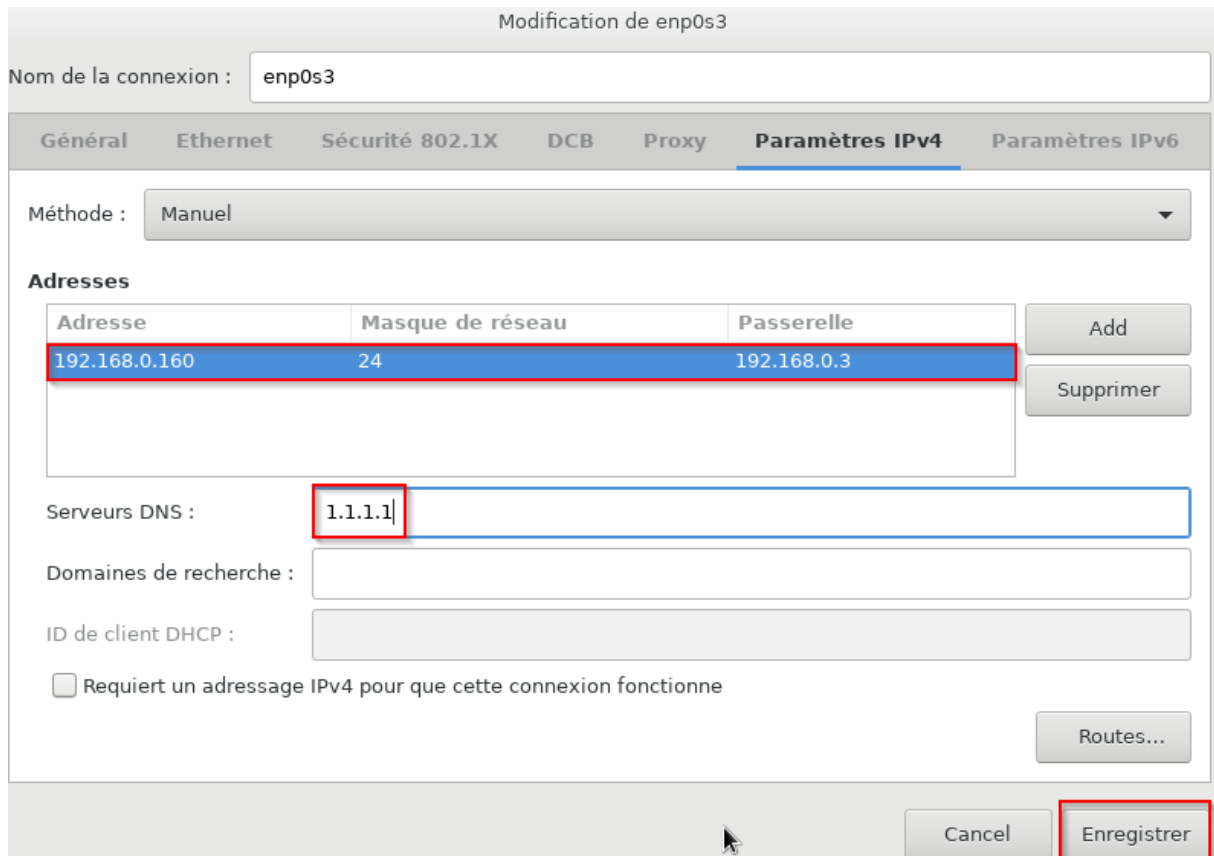 Modification de enp0s3
Nom de la connexion : enp0s3
Général Ethernet Sécurité 802.1X DCB Proxy Paramètres IPv4 Paramètres IPv6
Méthode : Manuel
Adresses
Adresse Masque de réseau Passerelle
Add
192.168.0.160 24 192.168.0.3
Supprimer
Serveurs DNS : 1.1.1.1
Domaines de recherche :
ID de client DHCP :
Requiert un adressage IPv4 pour que cette connexion fonctionne
Routes...
Cancel Enregistrer